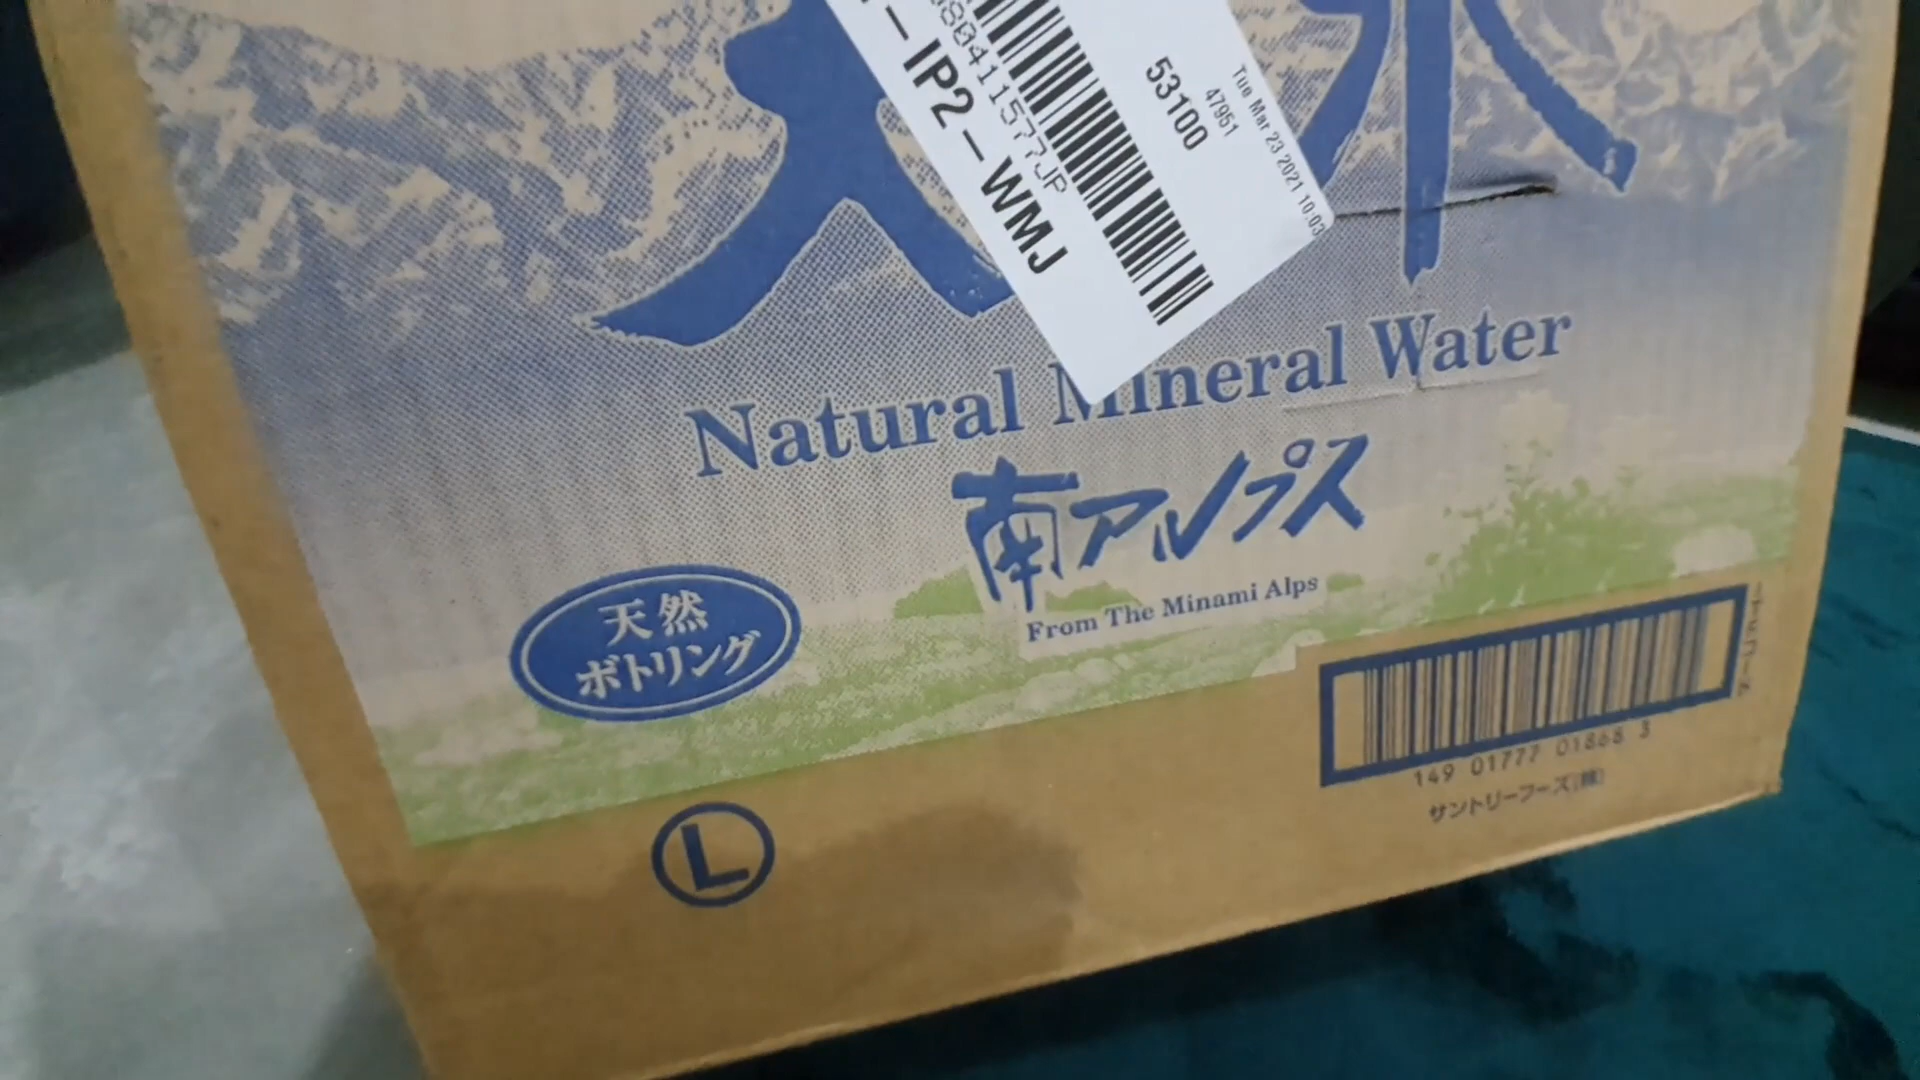 -IP2-WMJ
53100
47951
Tue Mar 23 2021 10:03
Natural Mineral Water
南アルプス
From The Minami Alps
天然
ボトリング
L
149 01777 01868 3
サントリーフーズ(株)